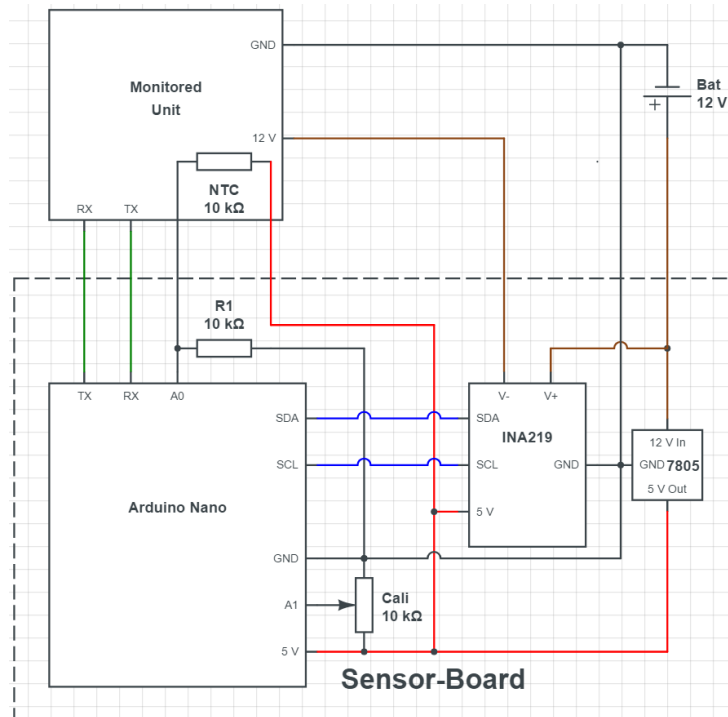 GND
Monitored
Unit
Bat
12 V
+
12 V
NTC
10 kΩ
RX
TX
R1
10 kΩ
TX
RX
A0
V-
V+
SDA
SDA
INA219
12 V In
SCL
SCL
GND
GND 7805
5 V Out
Arduino Nano
5 V
GND
A1
Cali
10 kΩ
5 V
Sensor-Board